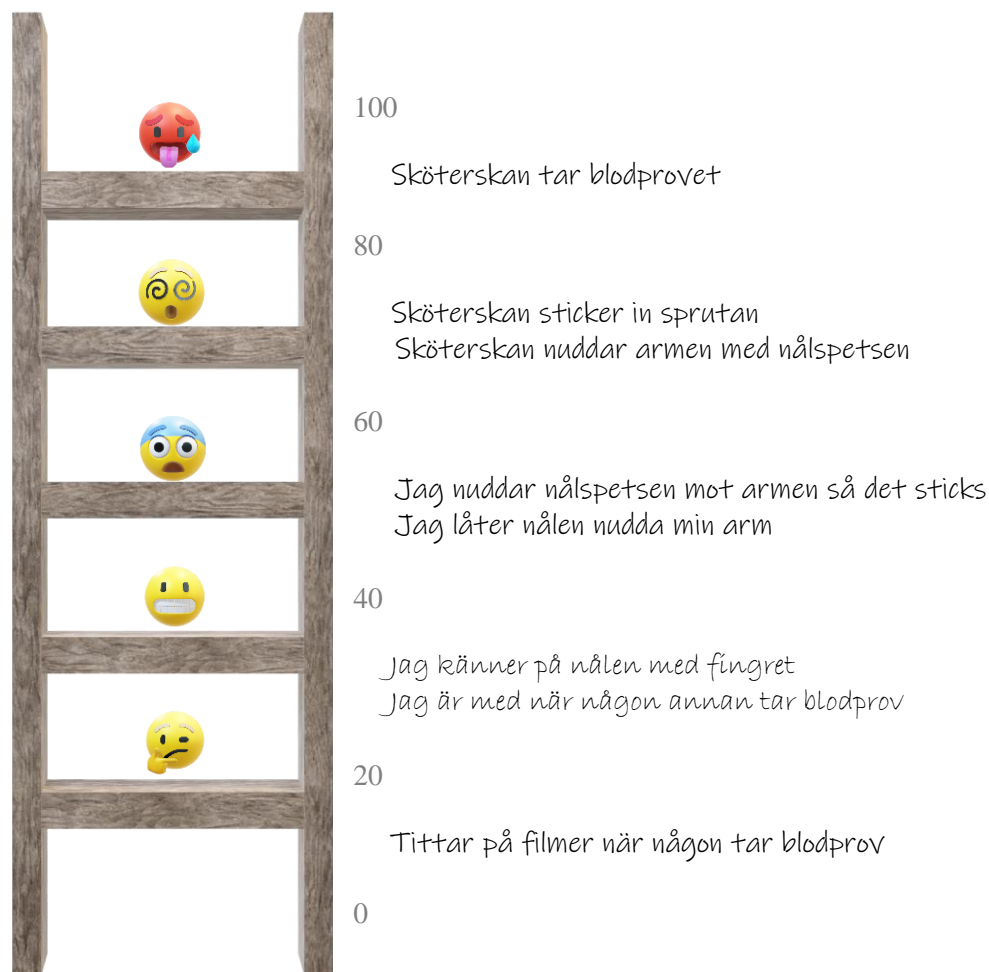 100
Sköterskan tar blodprovet
80
Sköterskan sticker in sprutan
Sköterskan nuddar armen med nålspetsen
60
Jag nuddar nålspetsen mot armen så det sticks
Jag låter nålen nudda min arm
40
Jag känner på nålen med fingret
Jag är med när någon annan tar blodprov
20
Tittar på filmer när någon tar blodprov
0